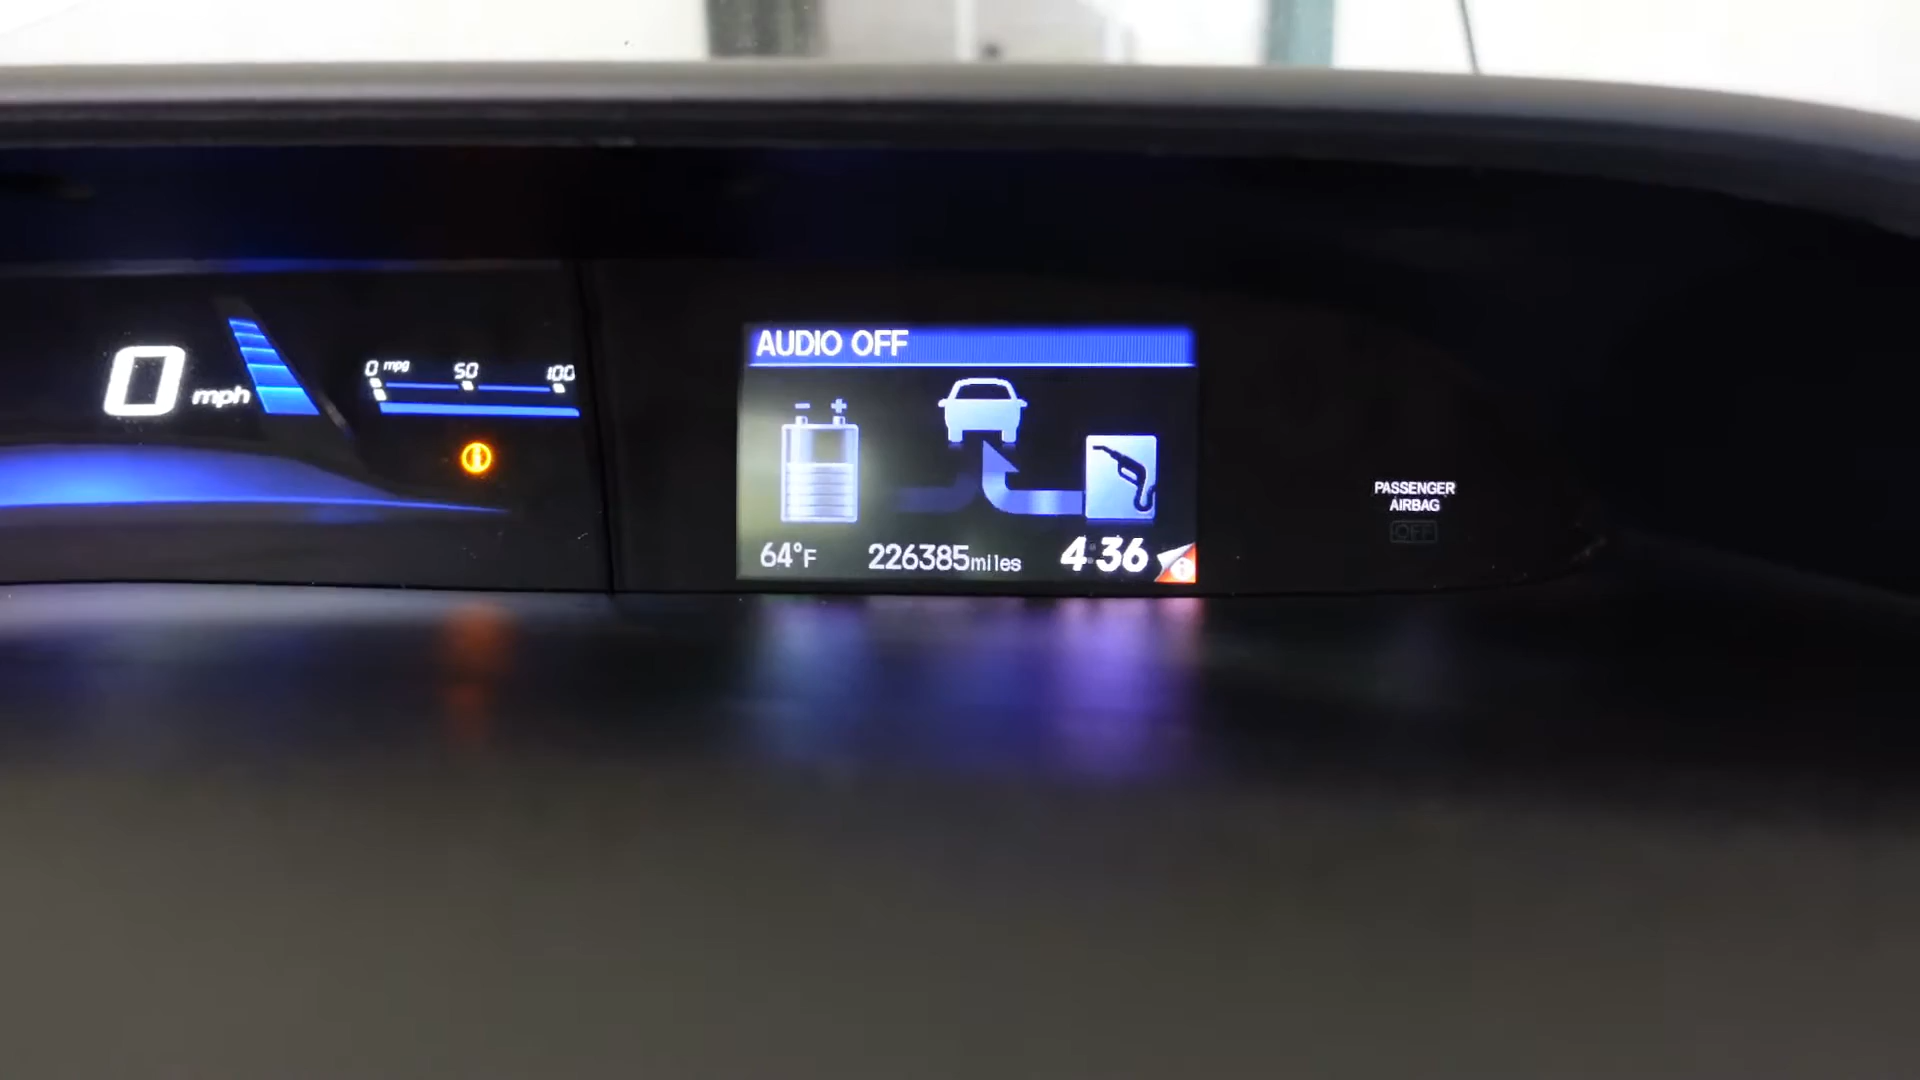 AUDIO OFF
0 mph
0 mpg 50 100
- +
PASSENGER
AIRBAG
OFF
64°F 226385miles 4:36